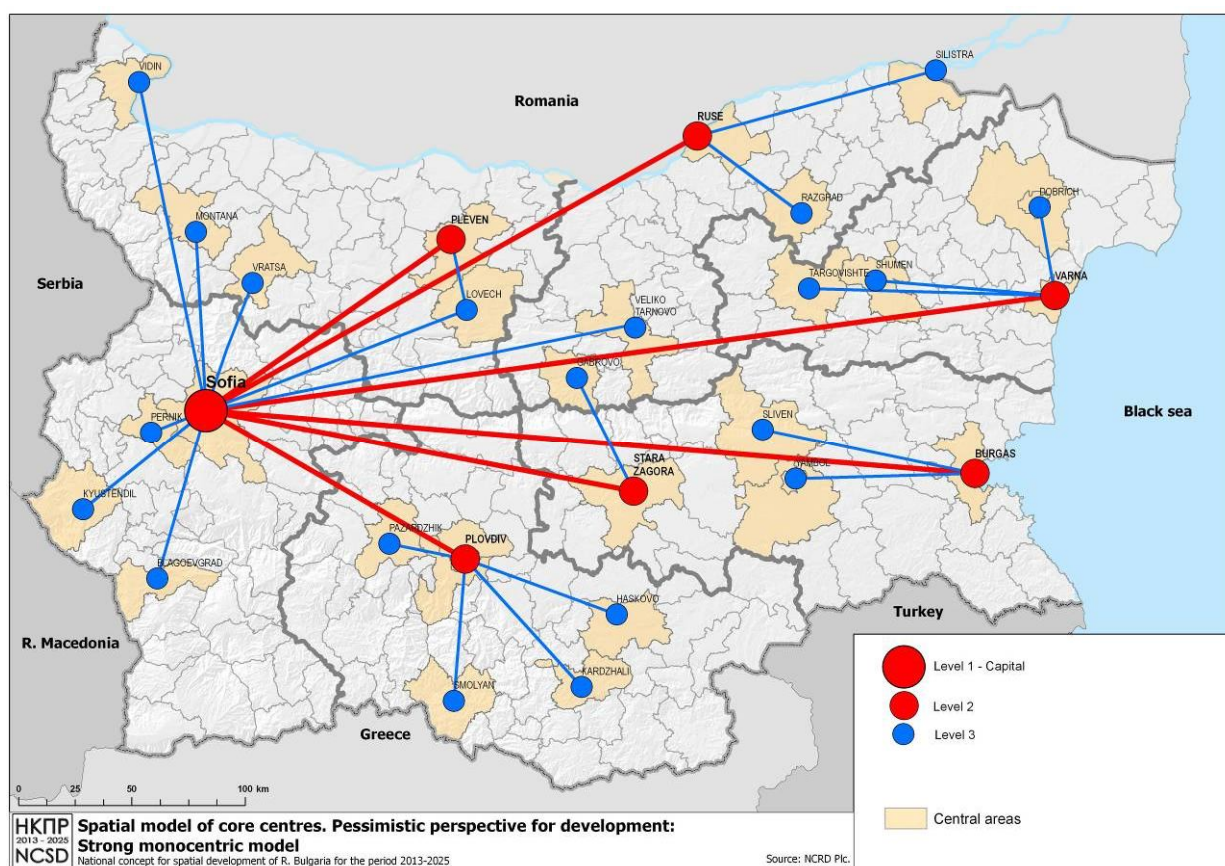 VIDIN
SILISTRA
Romania
RUSE
RAZGRAD
DOBRICH
MONTANA
PLEVEN
VRATSA
TARGOVISHTE
SHUMEN
VARNA
Serbia
LOVECH
VELIKO
TARNOVO
GABROVO
Sofia
PERNIK
SLIVEN
Black sea
BURGAS
STARA
ZAGORA
YAMBOL
KYUSTENDIL
PAZARDZHIK
PLOVDIV
BLAGOEVGRAD
HASKOVO
Turkey
R. Macedonia
KARDZHALI
SMOLYAN
Greece
Level 1 - Capital
Level 2
Level 3
Central areas
0 25 50 100 km
НКПР
2013 - 2025
NCSD
Spatial model of core centres. Pessimistic perspective for development:
Strong monocentric model
National concept for spatial development of R. Bulgaria for the period 2013-2025
Source: NCRD Plc.